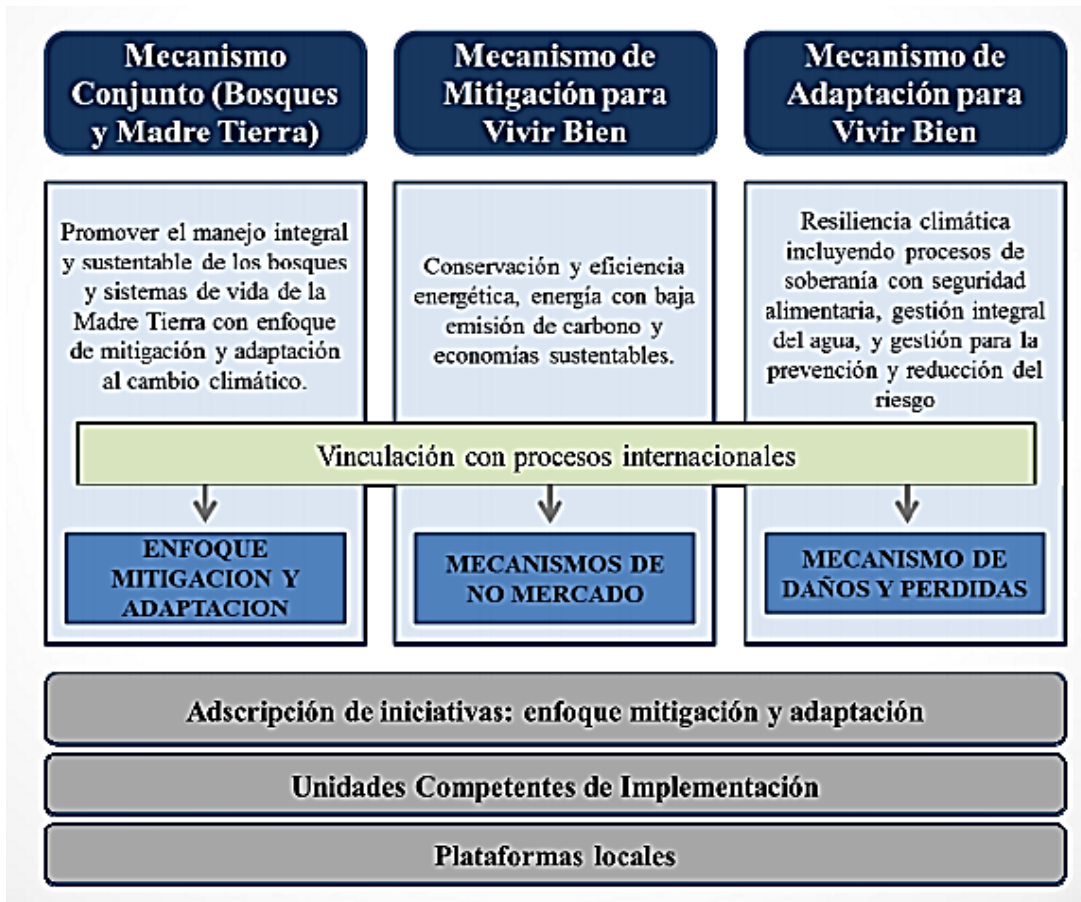 Mecanismo
Conjunto (Bosques
y Madre Tierra)
Mecanismo de
Mitigación para
Vivir Bien
Mecanismo de
Adaptación para
Vivir Bien
Promover el manejo integral
y sustentable de los bosques
y sistemas de vida de la
Madre Tierra con enfoque
de mitigación y adaptación
al cambio climático.
Conservación y eficiencia
energética, energía con baja
emisión de carbono y
economías sustentables.
Resiliencia climática
incluyendo procesos de
soberanía con seguridad
alimentaria, gestión integral
del agua, y gestión para la
prevención y reducción del
riesgo
Vinculación con procesos internacionales
ENFOQUE
MITIGACION Y
ADAPTACION
MECANISMOS DE
NO MERCADO
MECANISMO DE
DAÑOS Y PERDIDAS
Adscripción de iniciativas: enfoque mitigación y adaptación
Unidades Competentes de Implementación
Plataformas locales